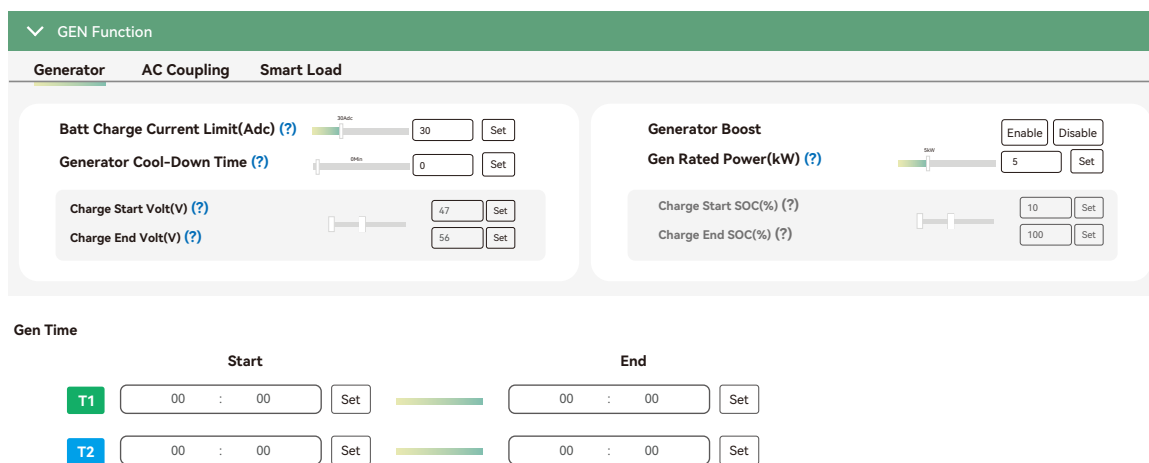 GEN Function
Generator AC Coupling Smart Load
Batt Charge Current Limit(Adc) (?) 30Adc 30 Set
Generator Cool-Down Time (?) 0Min 0 Set
Charge Start Volt(V) (?) 47 Set
Charge End Volt(V) (?) 56 Set
Generator Boost Enable Disable
Gen Rated Power(kW) (?) 5kW 5 Set
Charge Start SOC(%) (?) 10 Set
Charge End SOC(%) (?) 100 Set
Gen Time
Start End
T1 00 : 00 Set 00 : 00 Set
T2 00 : 00 Set 00 : 00 Set